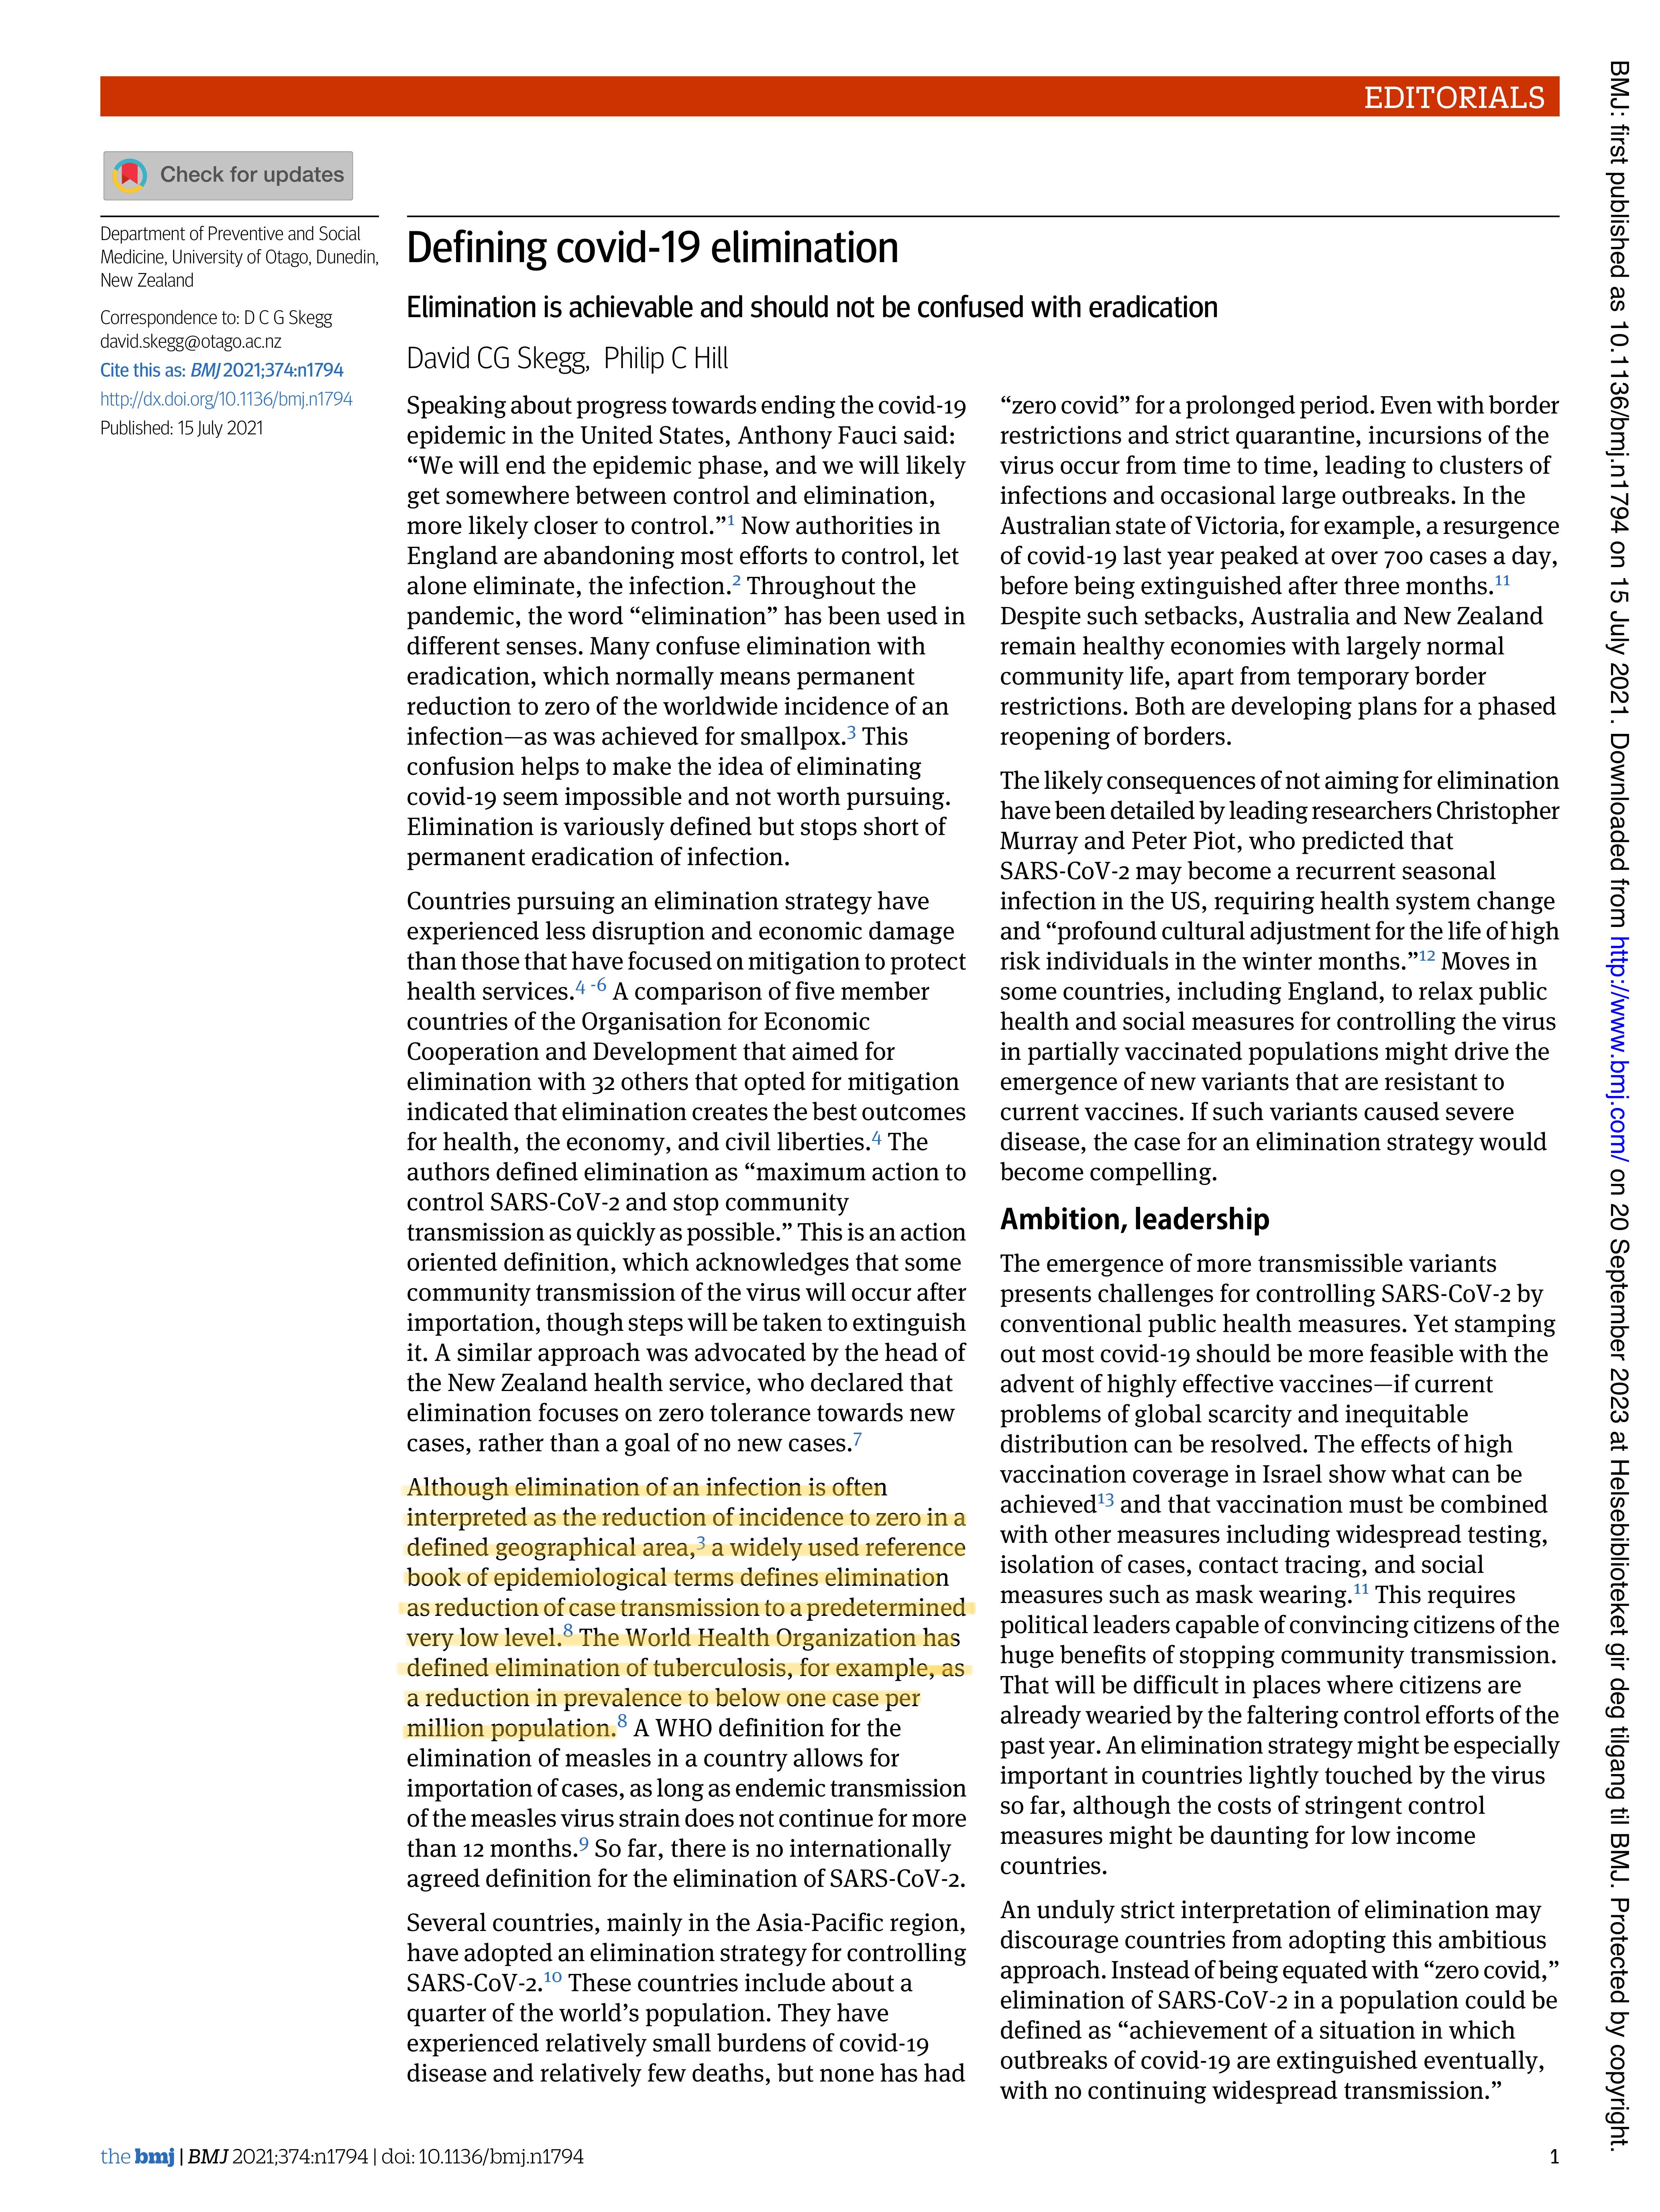 EDITORIALS
Check for updates
Department of Preventive and Social
Medicine, University of Otago, Dunedin,
New Zealand
Correspondence to: D C G Skegg
david.skegg@otago.ac.nz
Cite this as: BMJ 2021;374:n1794
http://dx.doi.org/10.1136/bmj.n1794
Published: 15 July 2021
Defining covid-19 elimination
Elimination is achievable and should not be confused with eradication
David CG Skegg, Philip C Hill
Speaking about progress towards ending the covid-19
epidemic in the United States, Anthony Fauci said:
“We will end the epidemic phase, and we will likely
get somewhere between control and elimination,
more likely closer to control.”1 Now authorities in
England are abandoning most efforts to control, let
alone eliminate, the infection.2 Throughout the
pandemic, the word “elimination” has been used in
different senses. Many confuse elimination with
eradication, which normally means permanent
reduction to zero of the worldwide incidence of an
infection—as was achieved for smallpox.3 This
confusion helps to make the idea of eliminating
covid-19 seem impossible and not worth pursuing.
Elimination is variously defined but stops short of
permanent eradication of infection.
Countries pursuing an elimination strategy have
experienced less disruption and economic damage
than those that have focused on mitigation to protect
health services.4 -6 A comparison of five member
countries of the Organisation for Economic
Cooperation and Development that aimed for
elimination with 32 others that opted for mitigation
indicated that elimination creates the best outcomes
for health, the economy, and civil liberties.4 The
authors defined elimination as “maximum action to
control SARS-CoV-2 and stop community
transmission as quickly as possible.” This is an action
oriented definition, which acknowledges that some
community transmission of the virus will occur after
importation, though steps will be taken to extinguish
it. A similar approach was advocated by the head of
the New Zealand health service, who declared that
elimination focuses on zero tolerance towards new
cases, rather than a goal of no new cases.7
Although elimination of an infection is often
interpreted as the reduction of incidence to zero in a
defined geographical area,3 a widely used reference
book of epidemiological terms defines elimination
as reduction of case transmission to a predetermined
very low level.8 The World Health Organization has
defined elimination of tuberculosis, for example, as
a reduction in prevalence to below one case per
million population.8 A WHO definition for the
elimination of measles in a country allows for
importation of cases, as long as endemic transmission
of the measles virus strain does not continue for more
than 12 months.9 So far, there is no internationally
agreed definition for the elimination of SARS-CoV-2.
Several countries, mainly in the Asia-Pacific region,
have adopted an elimination strategy for controlling
SARS-CoV-2.10 These countries include about a
quarter of the world’s population. They have
experienced relatively small burdens of covid-19
disease and relatively few deaths, but none has had
“zero covid” for a prolonged period. Even with border
restrictions and strict quarantine, incursions of the
virus occur from time to time, leading to clusters of
infections and occasional large outbreaks. In the
Australian state of Victoria, for example, a resurgence
of covid-19 last year peaked at over 700 cases a day,
before being extinguished after three months.11
Despite such setbacks, Australia and New Zealand
remain healthy economies with largely normal
community life, apart from temporary border
restrictions. Both are developing plans for a phased
reopening of borders.
The likely consequences of not aiming for elimination
have been detailed by leading researchers Christopher
Murray and Peter Piot, who predicted that
SARS-CoV-2 may become a recurrent seasonal
infection in the US, requiring health system change
and “profound cultural adjustment for the life of high
risk individuals in the winter months.”12 Moves in
some countries, including England, to relax public
health and social measures for controlling the virus
in partially vaccinated populations might drive the
emergence of new variants that are resistant to
current vaccines. If such variants caused severe
disease, the case for an elimination strategy would
become compelling.
Ambition, leadership
The emergence of more transmissible variants
presents challenges for controlling SARS-CoV-2 by
conventional public health measures. Yet stamping
out most covid-19 should be more feasible with the
advent of highly effective vaccines—if current
problems of global scarcity and inequitable
distribution can be resolved. The effects of high
vaccination coverage in Israel show what can be
achieved13 and that vaccination must be combined
with other measures including widespread testing,
isolation of cases, contact tracing, and social
measures such as mask wearing.11 This requires
political leaders capable of convincing citizens of the
huge benefits of stopping community transmission.
That will be difficult in places where citizens are
already wearied by the faltering control efforts of the
past year. An elimination strategy might be especially
important in countries lightly touched by the virus
so far, although the costs of stringent control
measures might be daunting for low income
countries.
An unduly strict interpretation of elimination may
discourage countries from adopting this ambitious
approach. Instead of being equated with “zero covid,”
elimination of SARS-CoV-2 in a population could be
defined as “achievement of a situation in which
outbreaks of covid-19 are extinguished eventually,
with no continuing widespread transmission.”
the bmj | BMJ 2021;374:n1794 | doi: 10.1136/bmj.n1794
1
BMJ: first published as 10.1136/bmj.n1794 on 15 July 2021. Downloaded from http://www.bmj.com/ on 20 September 2023 at Helsebiblioteket gir deg tilgang til BMJ. Protected by copyright.